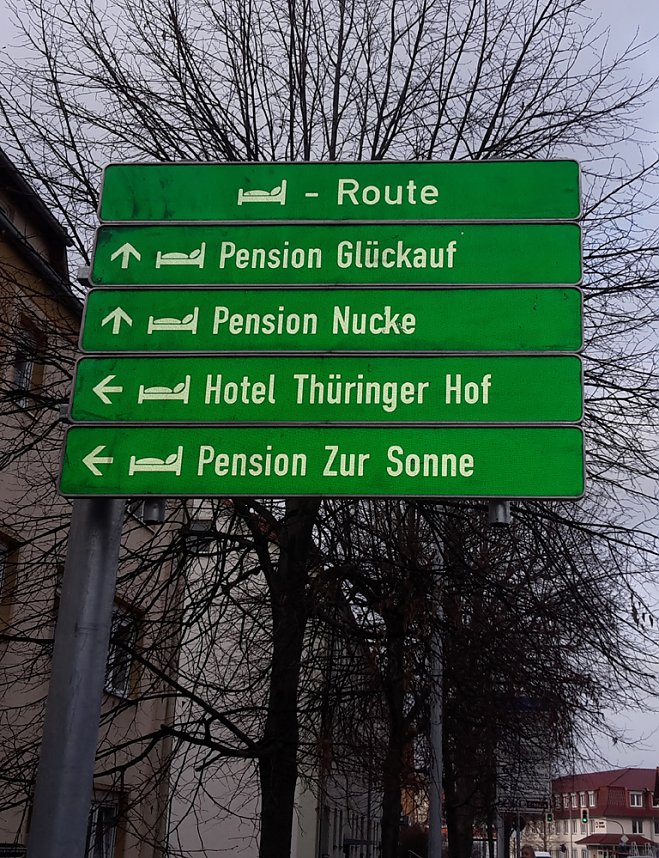 - Route
↑ Pension Glückauf
↑ Pension Nucke
← Hotel Thüringer Hof
← Pension Zur Sonne